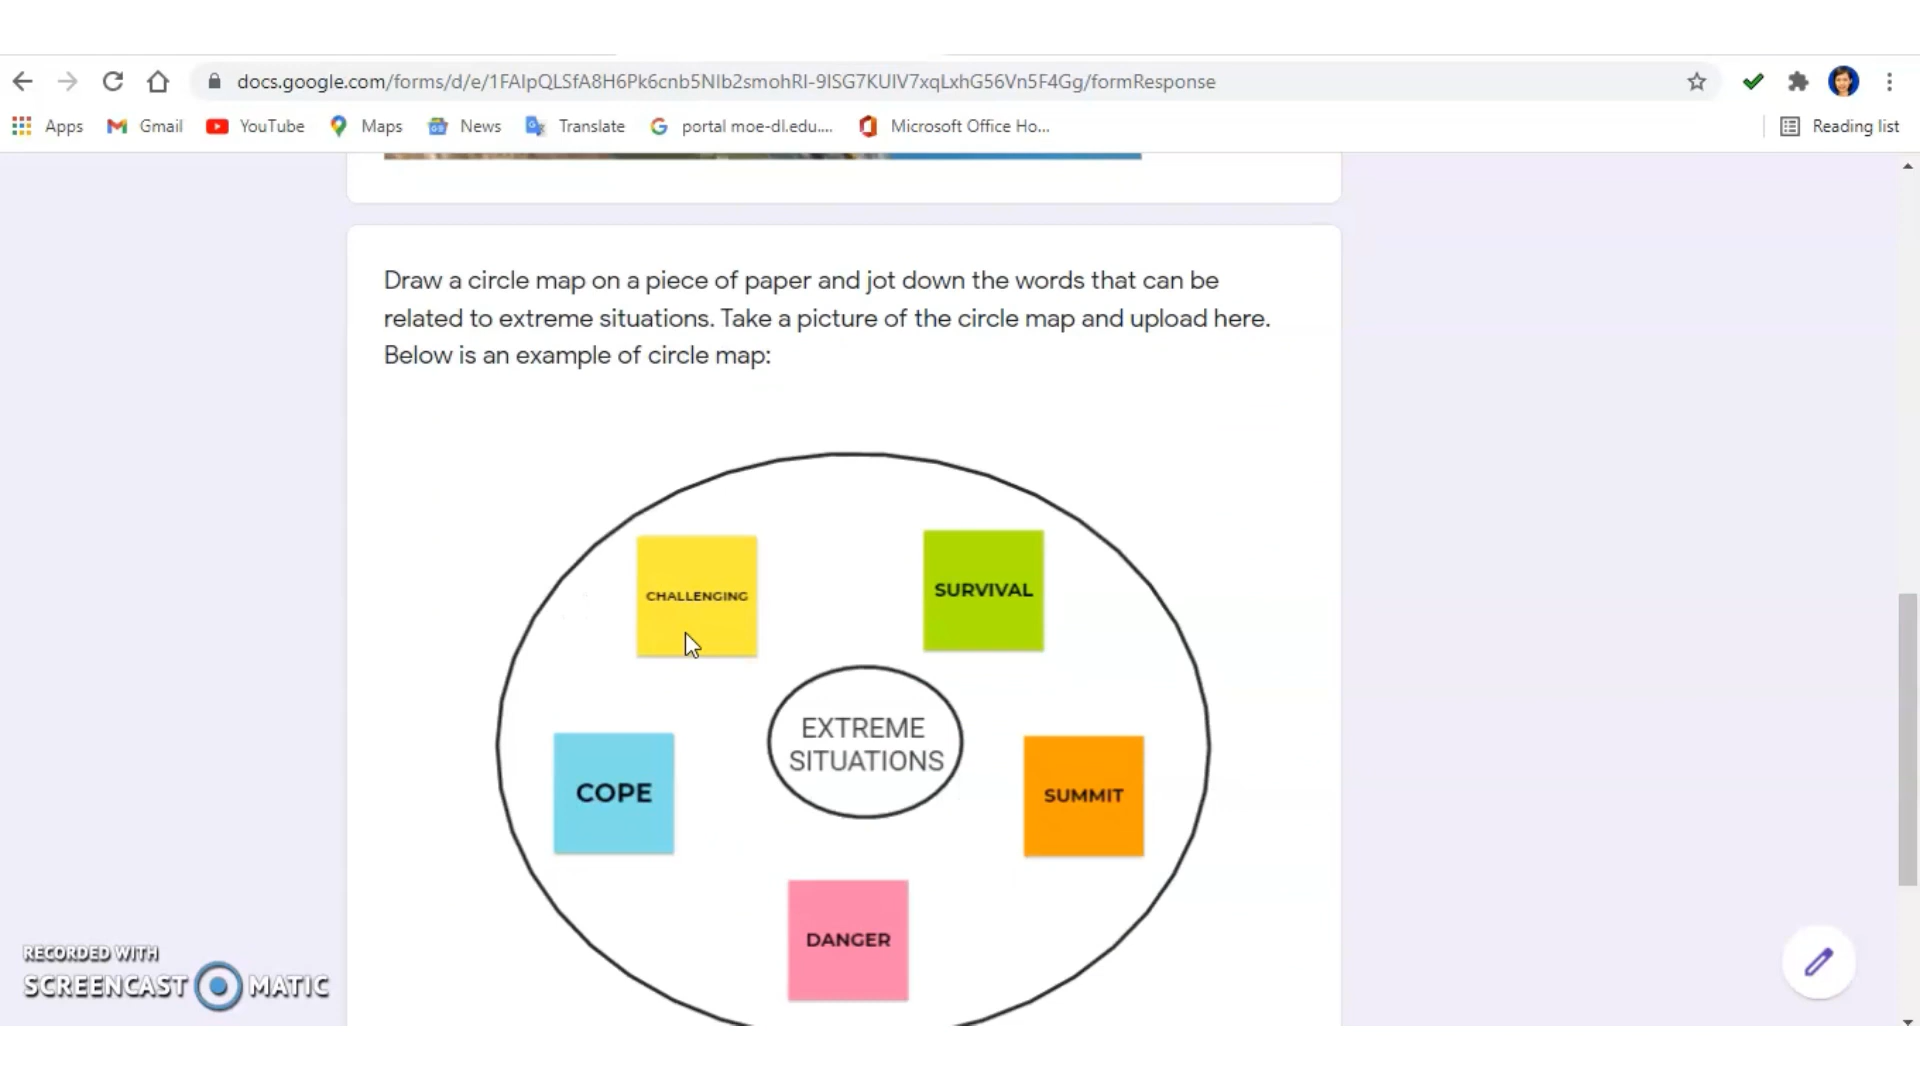 docs.google.com/forms/d/e/1FAIpQLSfA8H6Pk6cnb5NIb2smohRI-9ISG7KUIV7xqLxhG56Vn5F4Gg/formResponse
Apps Gmail YouTube Maps News Translate portal moe-dl.edu.... Microsoft Office Ho... Reading list
Draw a circle map on a piece of paper and jot down the words that can be
related to extreme situations. Take a picture of the circle map and upload here.
Below is an example of circle map:
CHALLENGING
SURVIVAL
EXTREME
SITUATIONS
COPE
SUMMIT
DANGER
RECORDED WITH
SCREENCAST MATIC